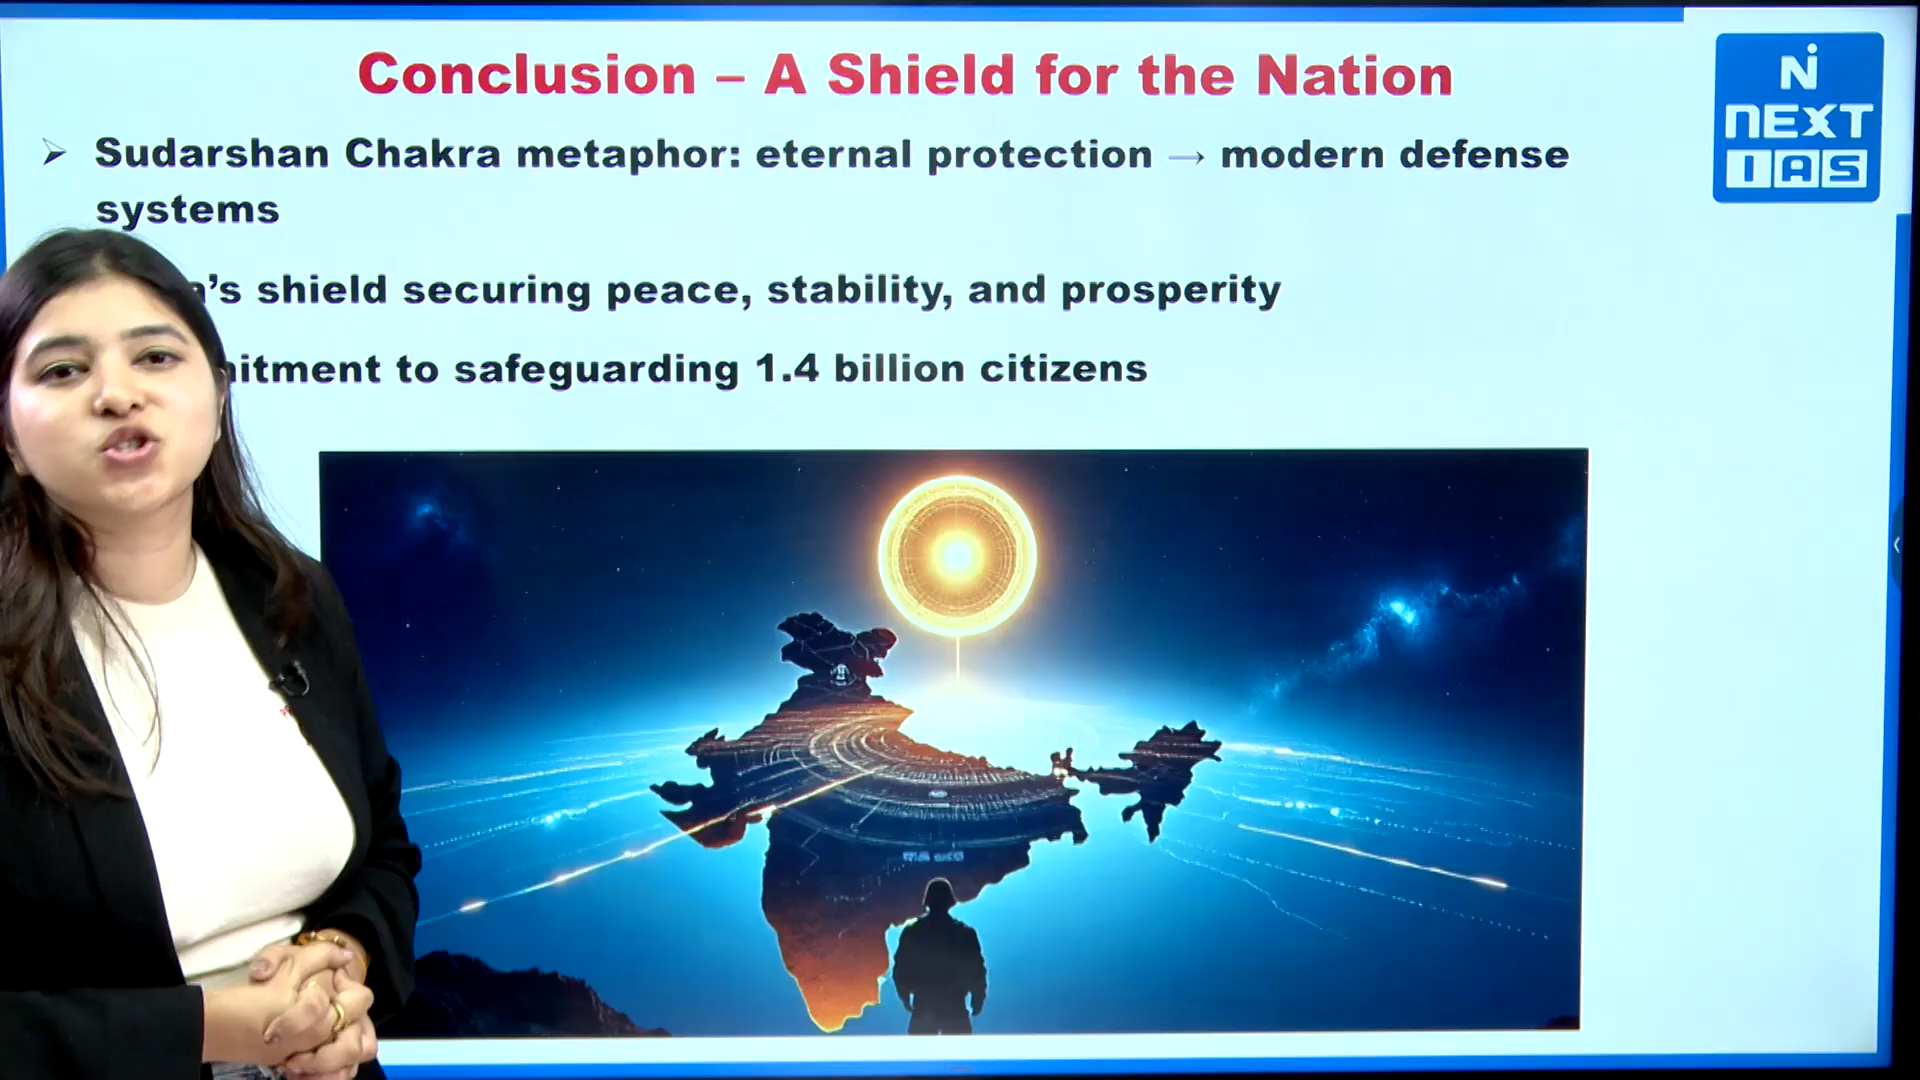 Conclusion – A Shield for the Nation
➢ Sudarshan Chakra metaphor: eternal protection → modern defense
systems
shield securing peace, stability, and prosperity
to safeguarding 1.4 billion citizens
NEXT
IAS